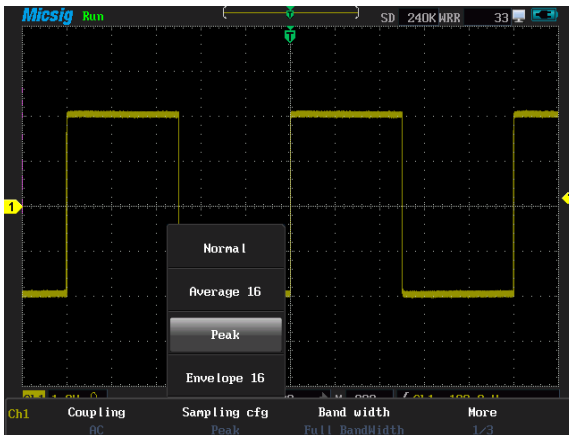 Micsig Run SD 240K WRR 33
T
1
Normal
Average 16
Peak
Envelope 16
Ch1 Coupling Sampling cfg Band width More
AC Peak Full BandWidth 1/3